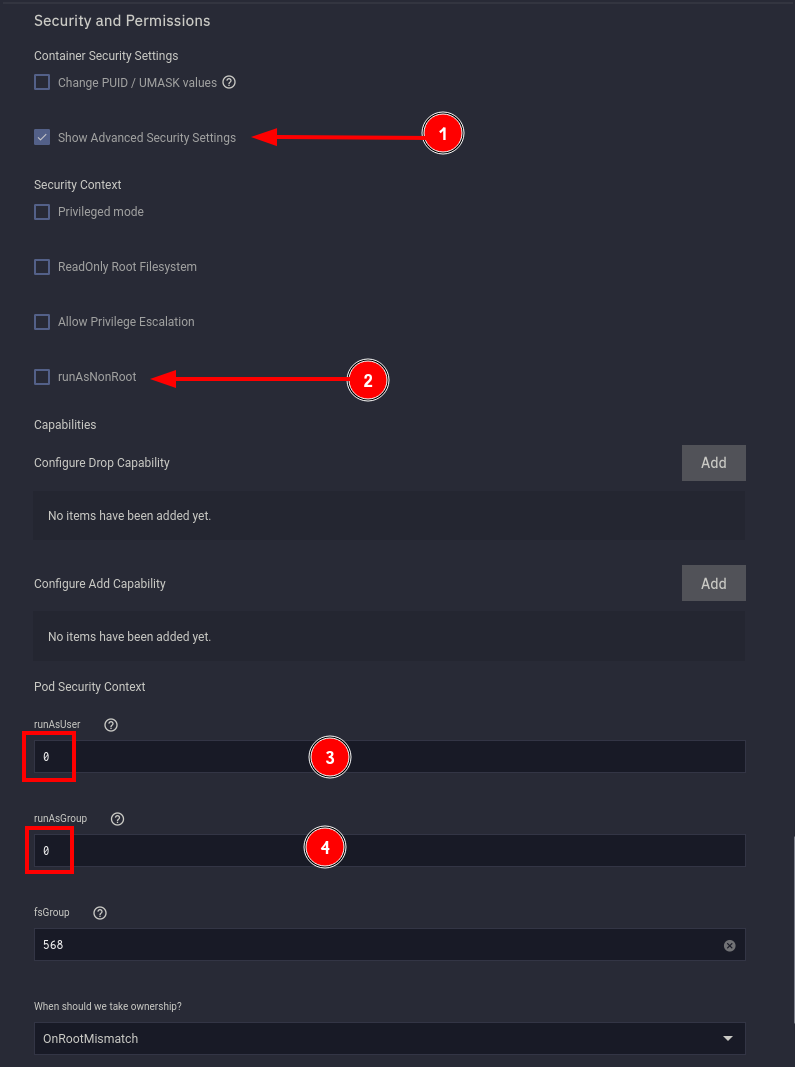 Security and Permissions
Container Security Settings
Change PUID / UMASK values
Show Advanced Security Settings
1
Security Context
Privileged mode
ReadOnly Root Filesystem
Allow Privilege Escalation
runAsNonRoot
2
Capabilities
Configure Drop Capability
Add
No items have been added yet.
Configure Add Capability
Add
No items have been added yet.
Pod Security Context
runAsUser
0
3
runAsGroup
0
4
fsGroup
568
When should we take ownership?
OnRootMismatch